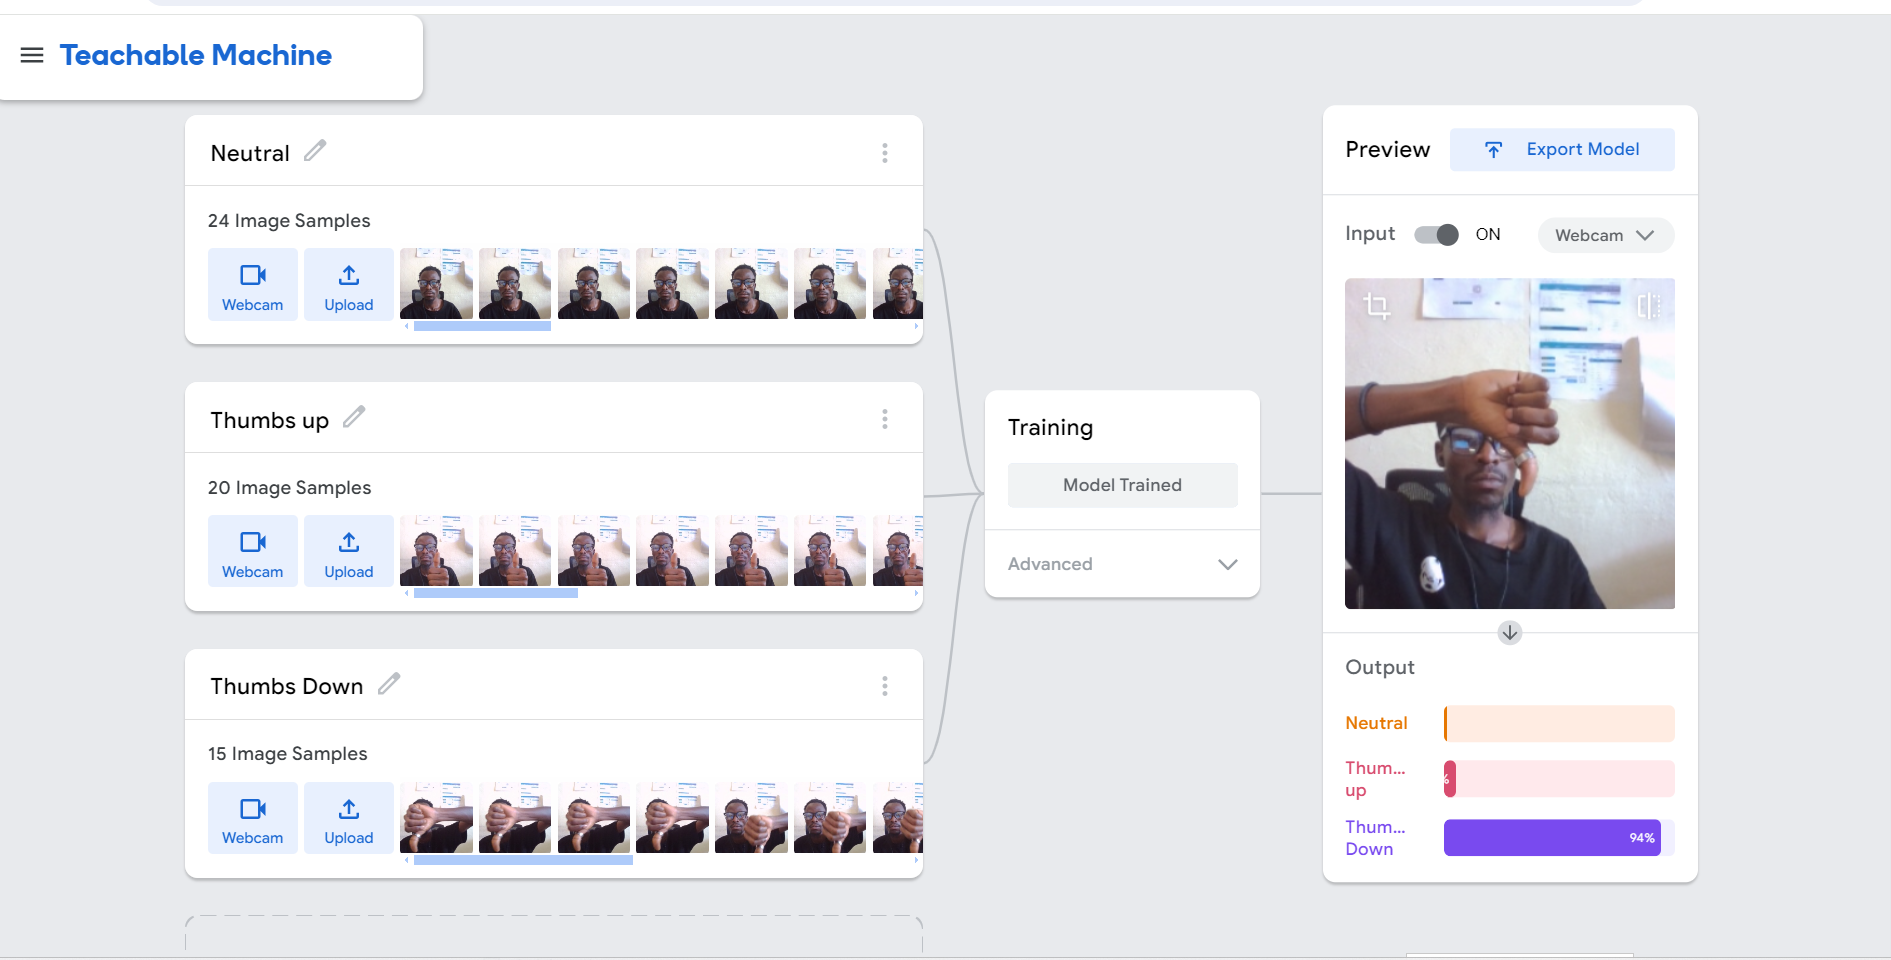 Teachable Machine
Neutral
24 Image Samples
Webcam
Upload
Thumbs up
20 Image Samples
Webcam
Upload
Thumbs Down
15 Image Samples
Webcam
Upload
Training
Model Trained
Advanced
Preview
Export Model
Input ON Webcam
Output
Neutral
Thum...
up
%
Thum...
Down
94%